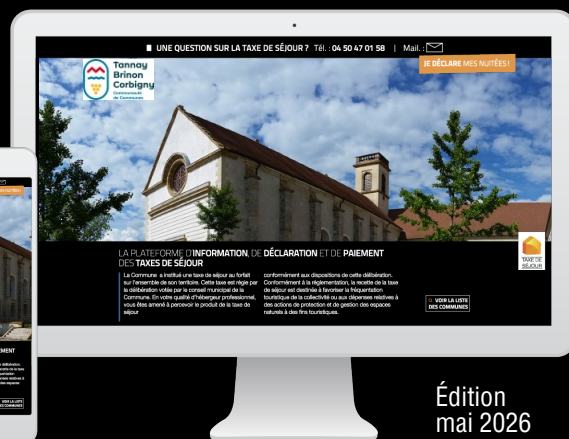 UNE QUESTION SUR LA TAXE DE SÉJOUR ? Tél. : 04 50 47 01 58 | Mail. :
JE DÉCLARE MES NUITÉES !
Tannay
Brinon
Corbigny
Communauté
de Communes
LA PLATEFORME D'INFORMATION, DE DÉCLARATION ET DE PAIEMENT
DES TAXES DE SÉJOUR
La Commune a institué une taxe de séjour au forfait
sur l'ensemble de son territoire. Cette taxe est régie par
la délibération votée par le conseil municipal de la
Commune. En votre qualité d'hébergeur professionnel,
vous êtes amené à percevoir le produit de la taxe de
séjour
conformément aux dispositions de cette délibération.
Conformément à la réglementation, la recette de la taxe
de séjour est destinée à favoriser la fréquentation
touristique de la collectivité ou aux dépenses relatives à
des actions de protection et de gestion des espaces
naturels à des fins touristiques.
TAXE DE
SÉJOUR
VOIR LA LISTE
DES COMMUNES
Édition
mai 2026